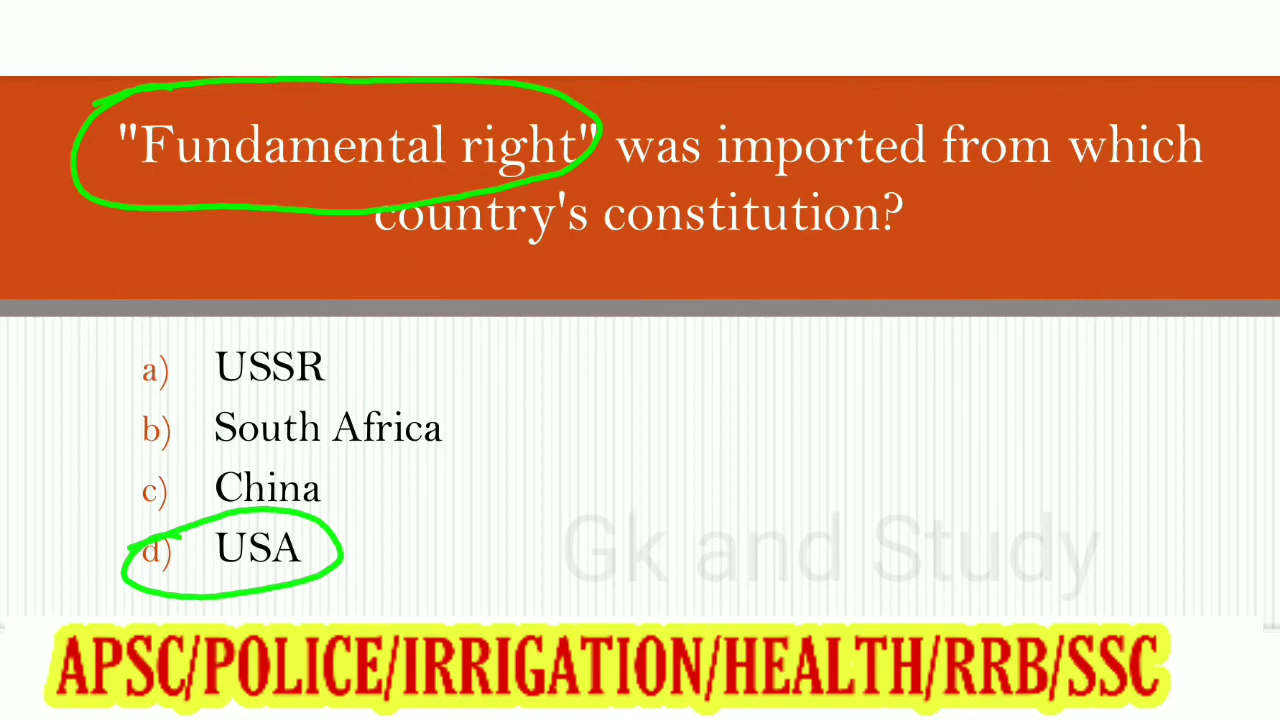 "Fundamental right" was imported from which
country's constitution?
a) USSR
b) South Africa
c) China
d) USA
Gk and Study
APSC/POLICE/IRRIGATION/HEALTH/RRB/SSC